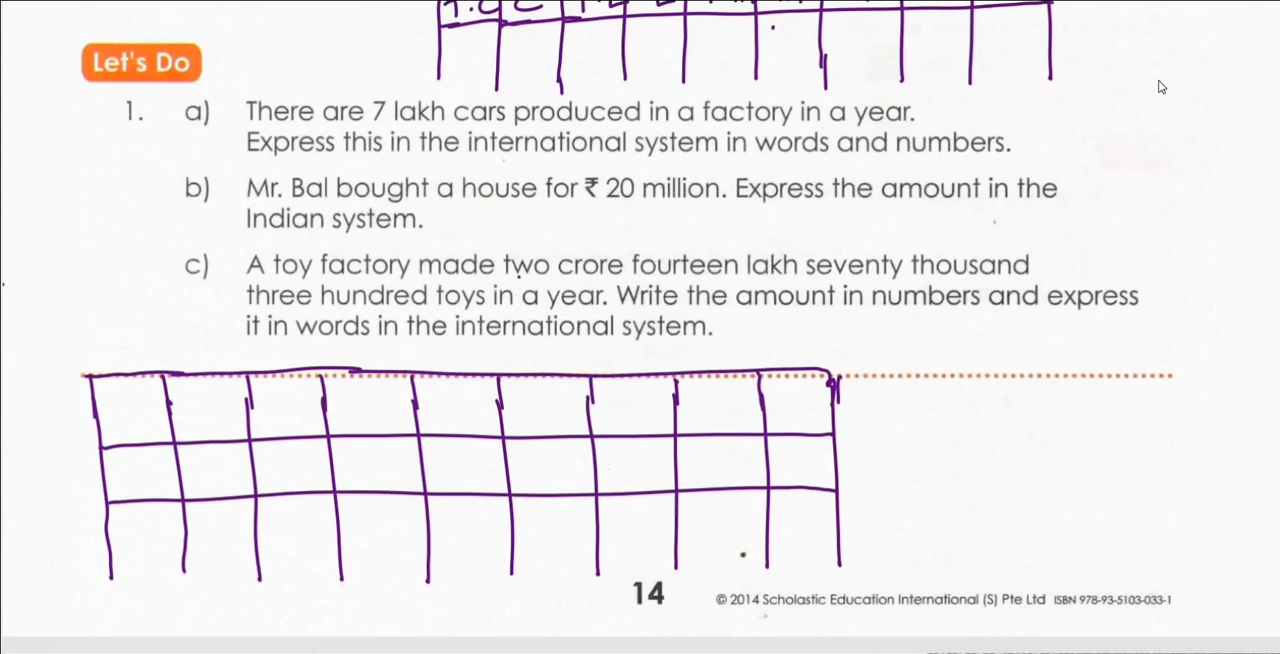 T.C C T.L L
Let's Do
1. a) There are 7 lakh cars produced in a factory in a year.
Express this in the international system in words and numbers.
b) Mr. Bal bought a house for ₹ 20 million. Express the amount in the
Indian system.
c) A toy factory made two crore fourteen lakh seventy thousand
three hundred toys in a year. Write the amount in numbers and express
it in words in the international system.
14
© 2014 Scholastic Education International (S) Pte Ltd ISBN 978-93-5103-033-1